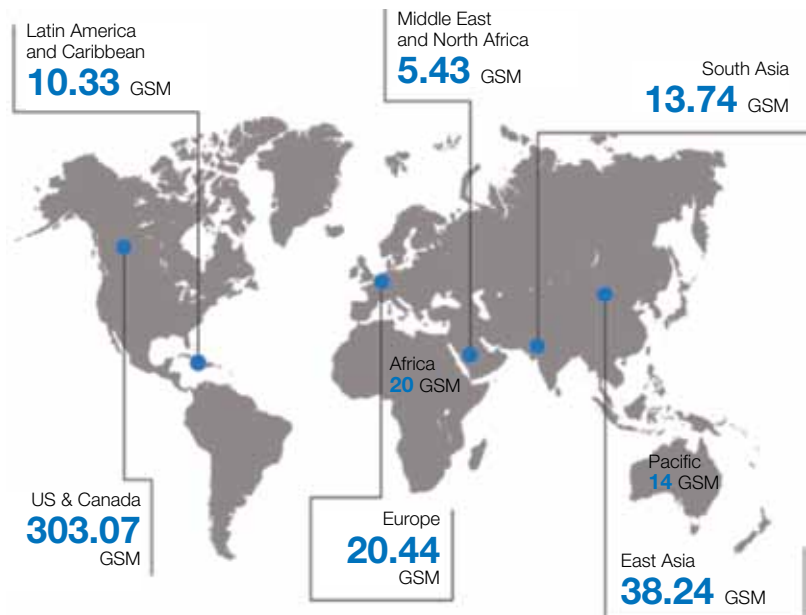 Latin America
and Caribbean
10.33 GSM
Middle East
and North Africa
5.43 GSM
South Asia
13.74 GSM
Africa
20 GSM
Pacific
14 GSM
US & Canada
303.07
GSM
Europe
20.44
GSM
East Asia
38.24 GSM